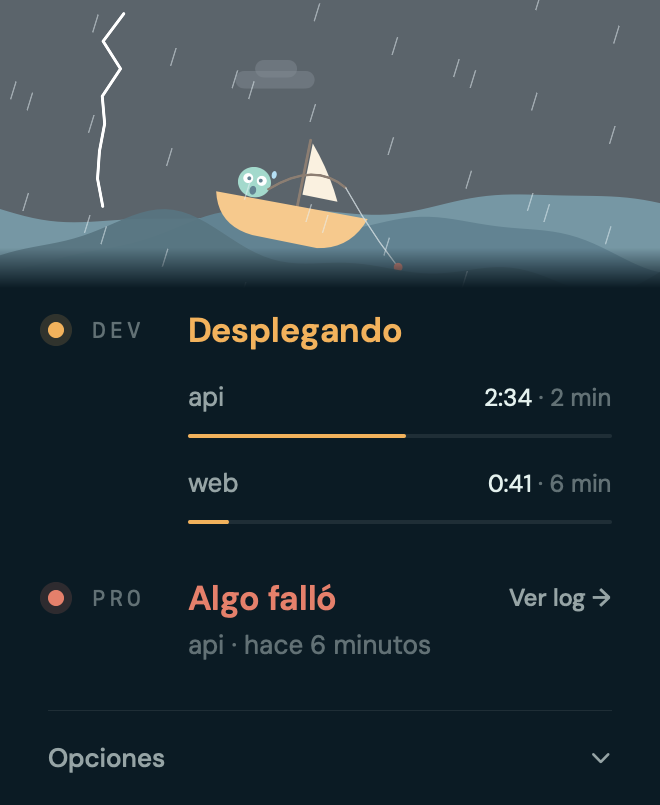 DEV Desplegando
api 2:34 · 2 min
web 0:41 · 6 min
PRO Algo falló Ver log →
api · hace 6 minutos
Opciones